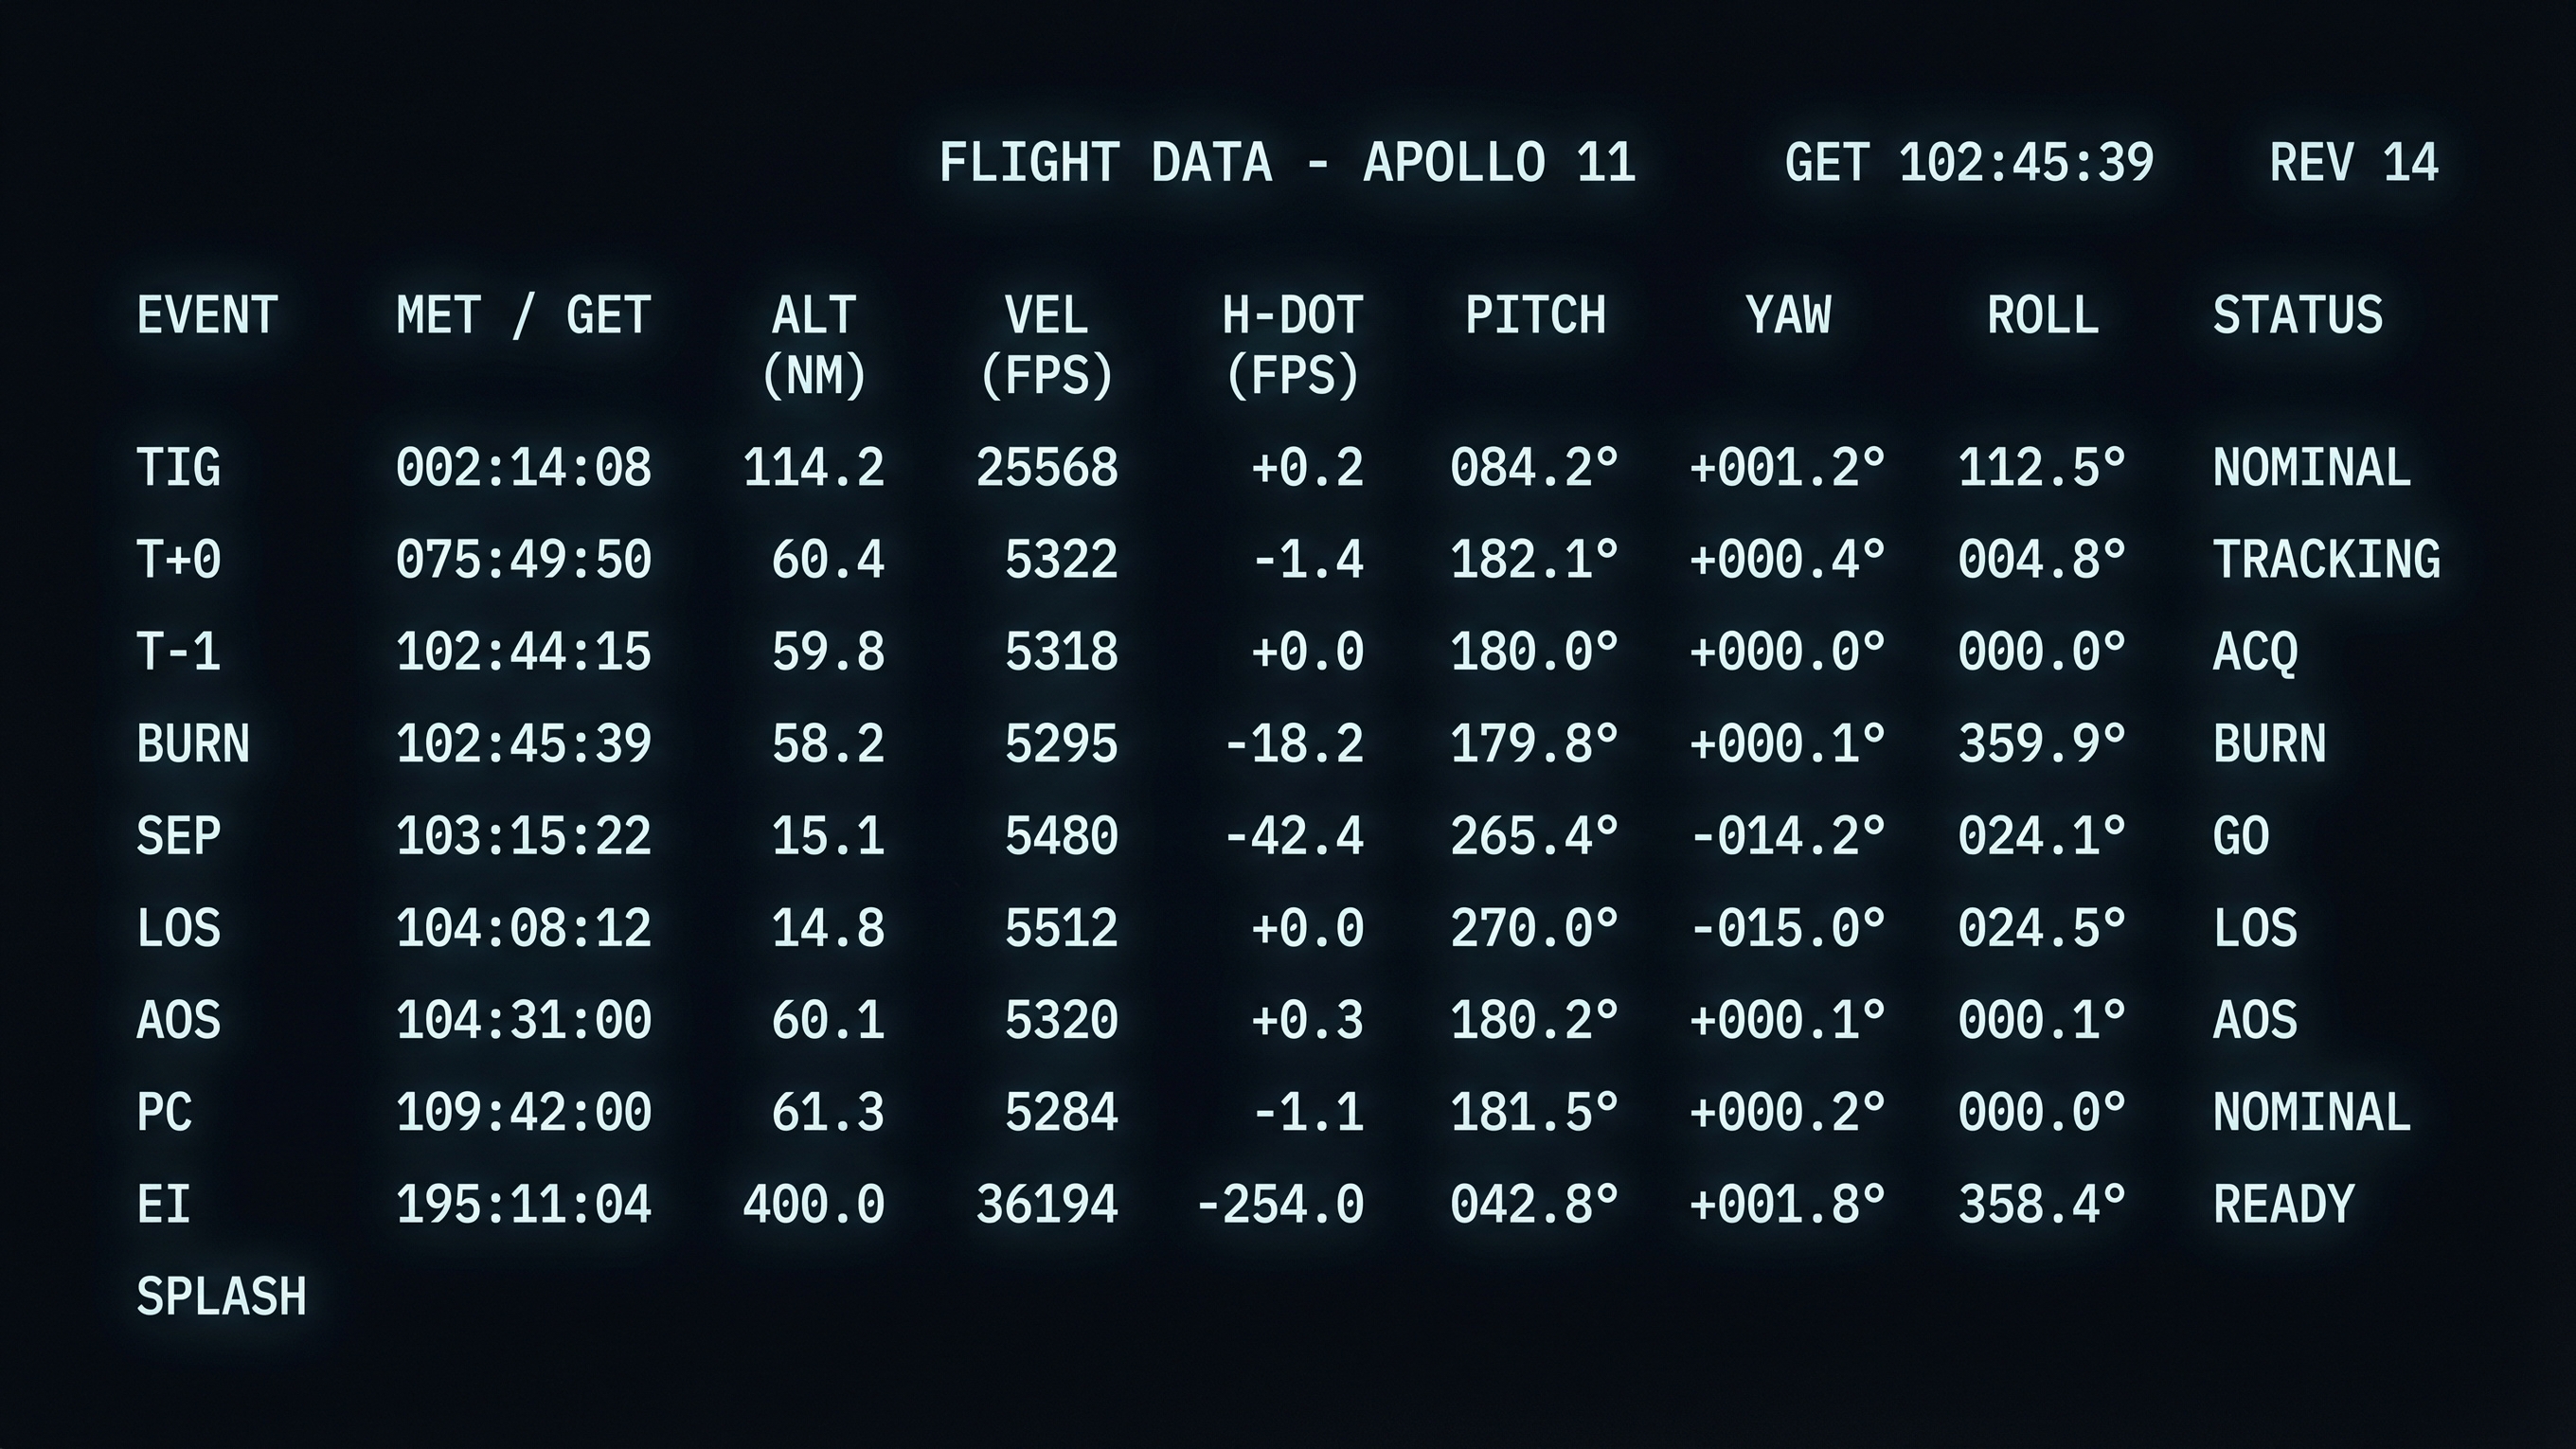 FLIGHT DATA - APOLLO 11 GET 102:45:39 REV 14
EVENT MET / GET ALT VEL H-DOT PITCH YAW ROLL STATUS
(NM) (FPS) (FPS)
TIG 002:14:08 114.2 25568 +0.2 084.2° +001.2° 112.5° NOMINAL
T+0 075:49:50 60.4 5322 -1.4 182.1° +000.4° 004.8° TRACKING
T-1 102:44:15 59.8 5318 +0.0 180.0° +000.0° 000.0° ACQ
BURN 102:45:39 58.2 5295 -18.2 179.8° +000.1° 359.9° BURN
SEP 103:15:22 15.1 5480 -42.4 265.4° -014.2° 024.1° GO
LOS 104:08:12 14.8 5512 +0.0 270.0° -015.0° 024.5° LOS
AOS 104:31:00 60.1 5320 +0.3 180.2° +000.1° 000.1° AOS
PC 109:42:00 61.3 5284 -1.1 181.5° +000.2° 000.0° NOMINAL
EI 195:11:04 400.0 36194 -254.0 042.8° +001.8° 358.4° READY
SPLASH